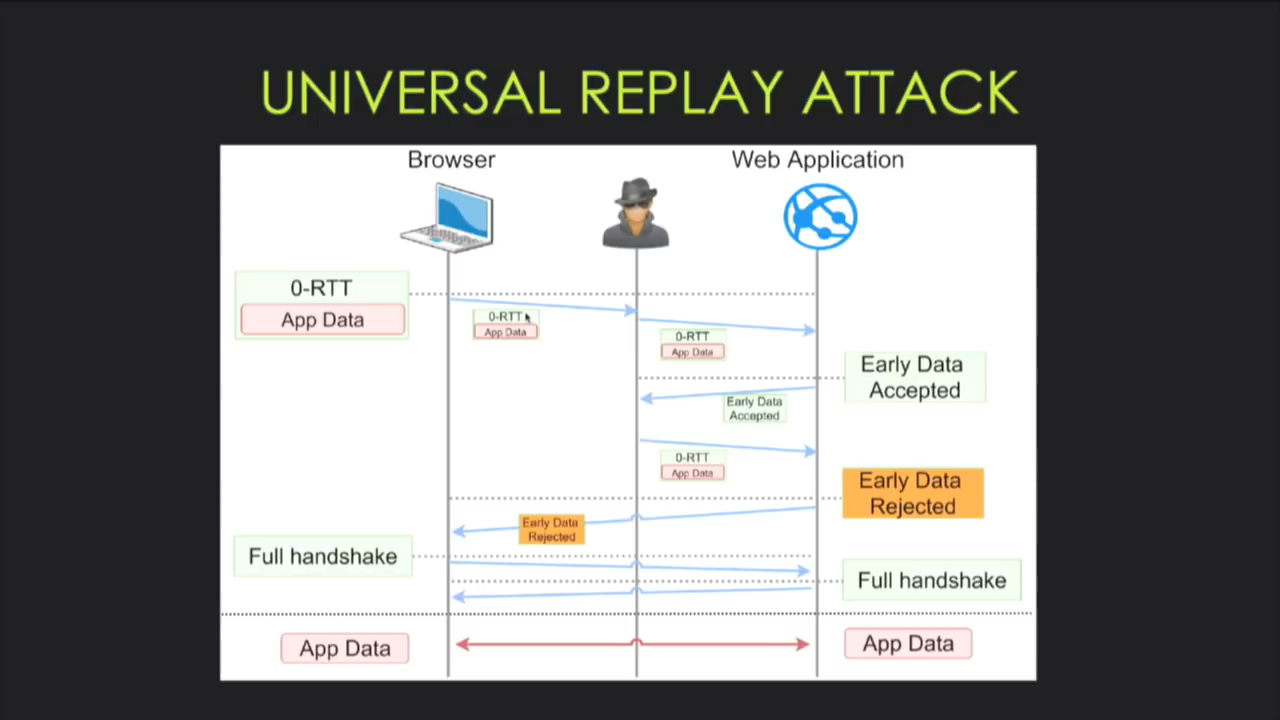 UNIVERSAL REPLAY ATTACK
Browser
Web Application
0-RTT
App Data
0-RTT
App Data
0-RTT
App Data
Early Data
Accepted
Early Data
Accepted
0-RTT
App Data
Early Data
Rejected
Early Data
Rejected
Full handshake
Full handshake
App Data
App Data